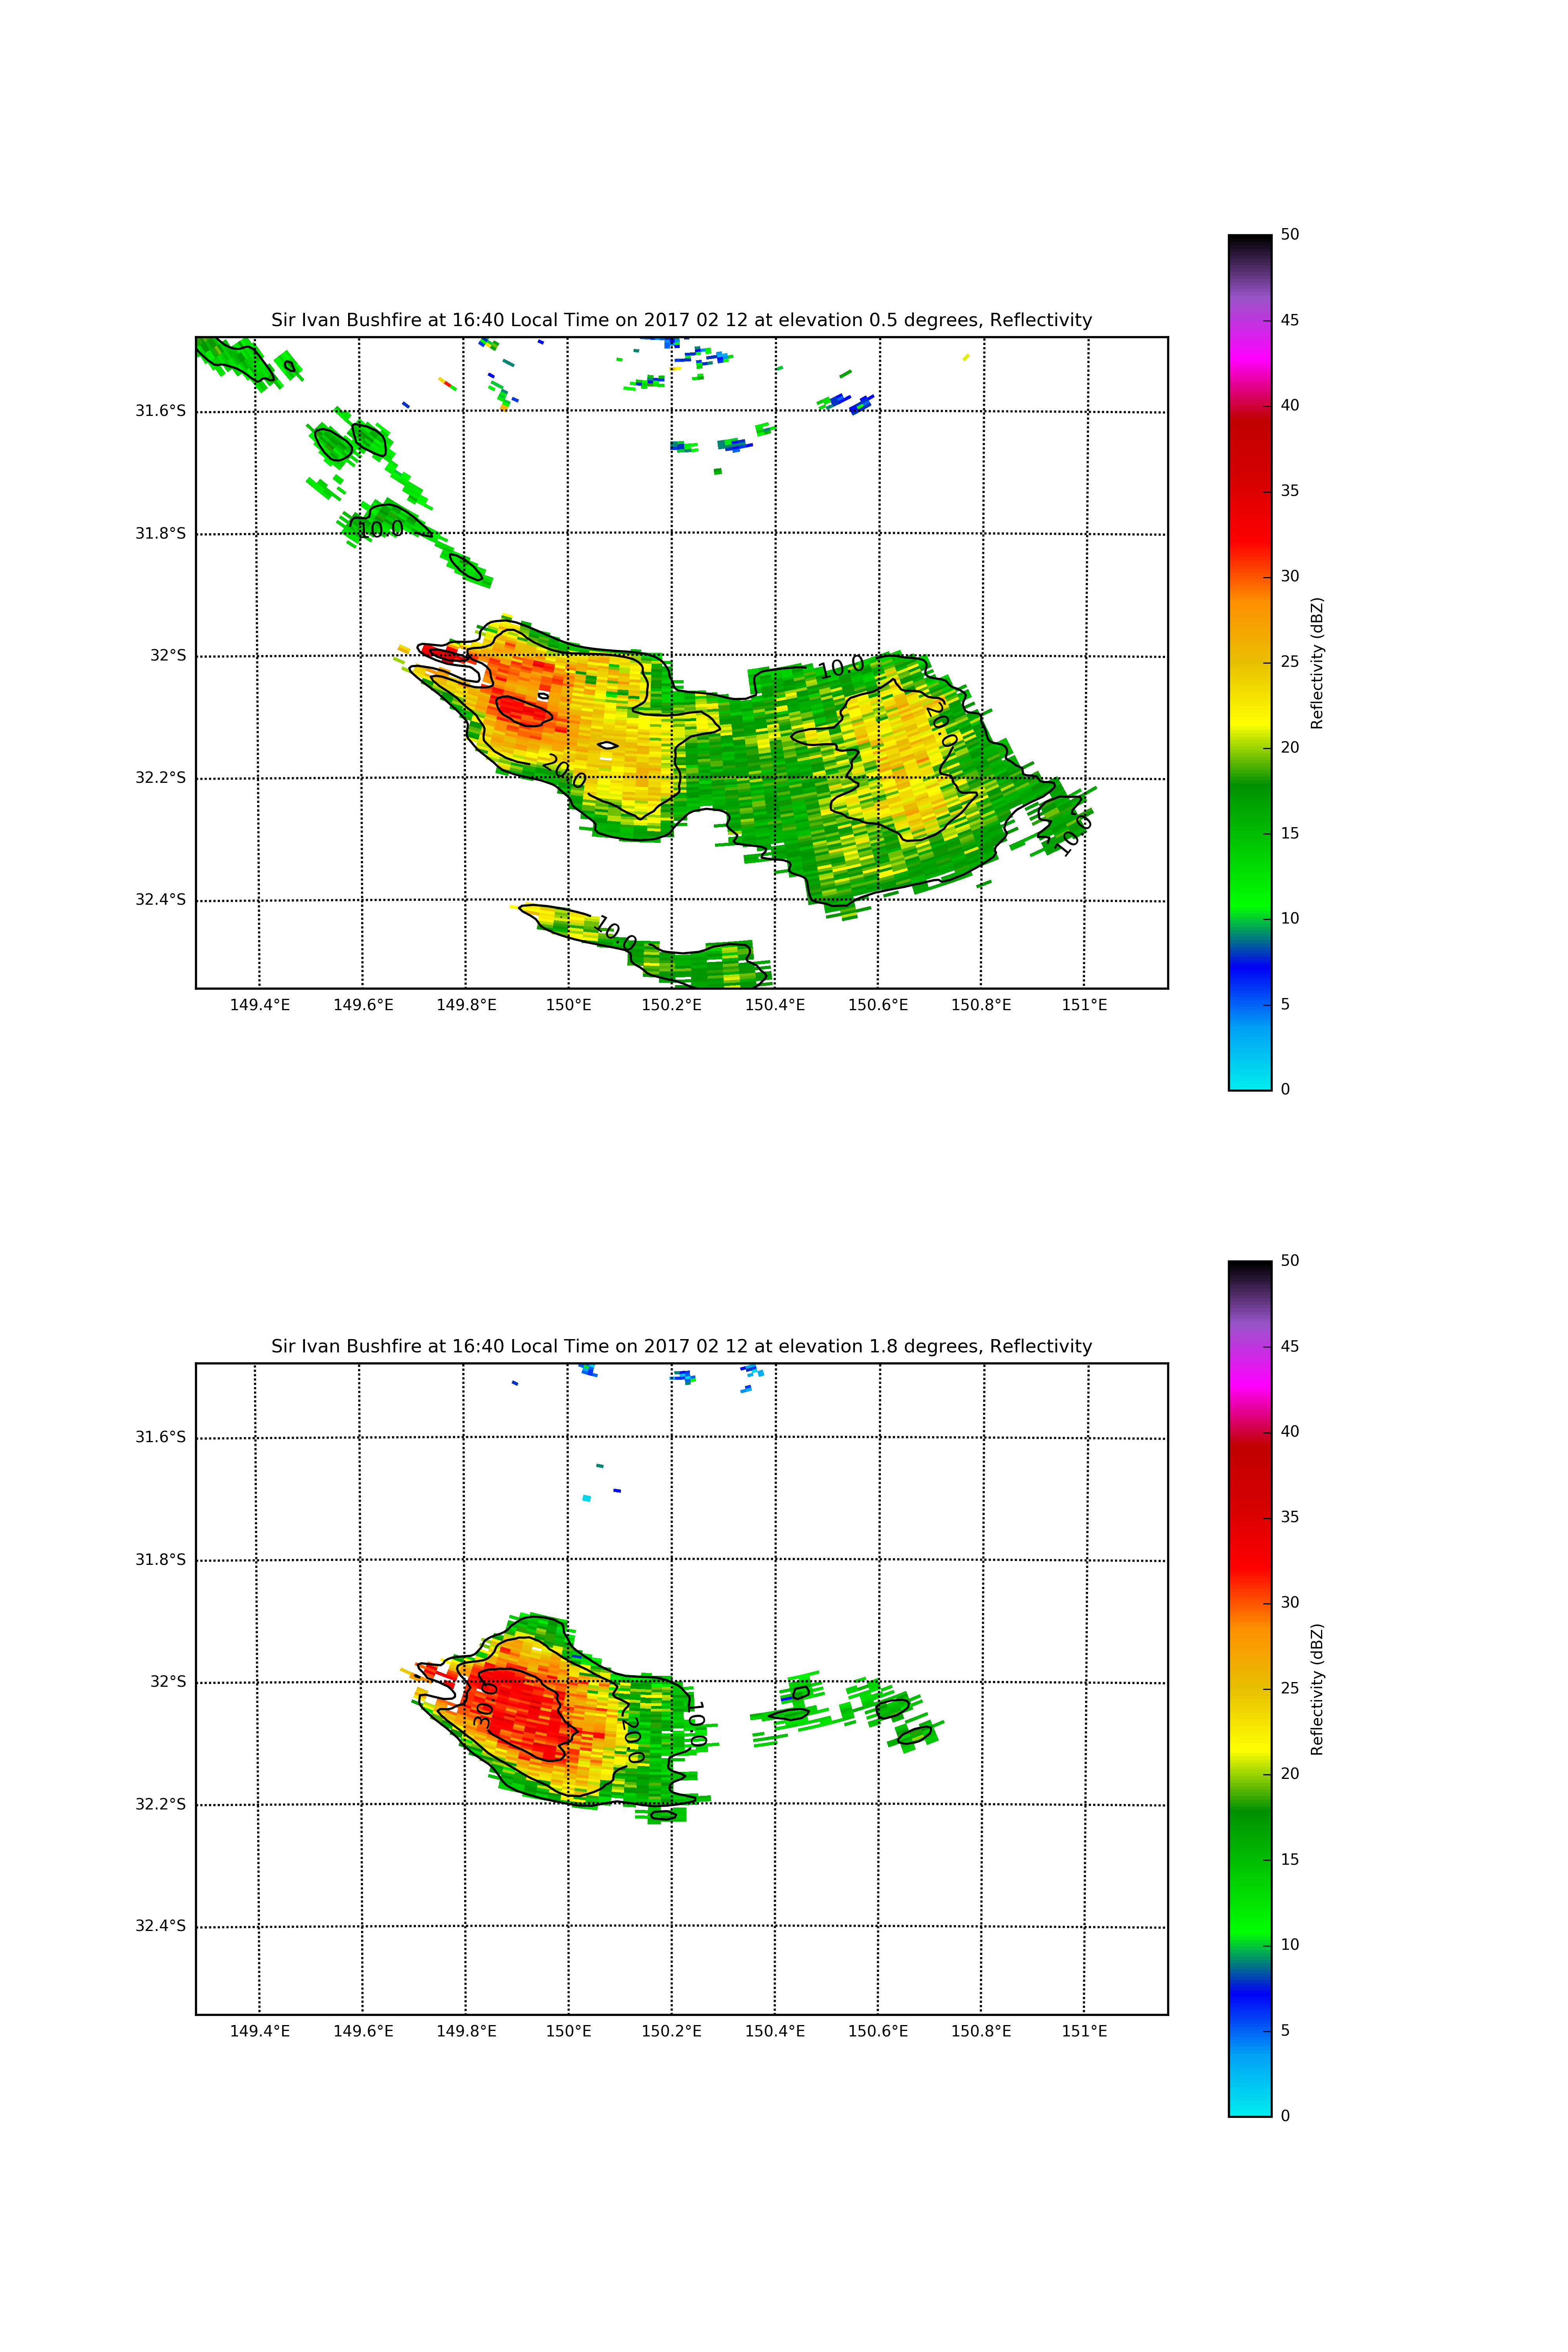 Sir Ivan Bushfire at 16:40 Local Time on 2017 02 12 at elevation 0.5 degrees, Reflectivity
31.6°S
31.8°S
32°S
32.2°S
32.4°S
149.4°E 149.6°E 149.8°E 150°E 150.2°E 150.4°E 150.6°E 150.8°E 151°E
10.0
10.0
20.0
20.0
10.0
10.0
50
45
40
35
30
25
20
15
10
5
0
Reflectivity (dBZ)
Sir Ivan Bushfire at 16:40 Local Time on 2017 02 12 at elevation 1.8 degrees, Reflectivity
31.6°S
31.8°S
32°S
32.2°S
32.4°S
149.4°E 149.6°E 149.8°E 150°E 150.2°E 150.4°E 150.6°E 150.8°E 151°E
30.0
20.0
10.0
50
45
40
35
30
25
20
15
10
5
0
Reflectivity (dBZ)